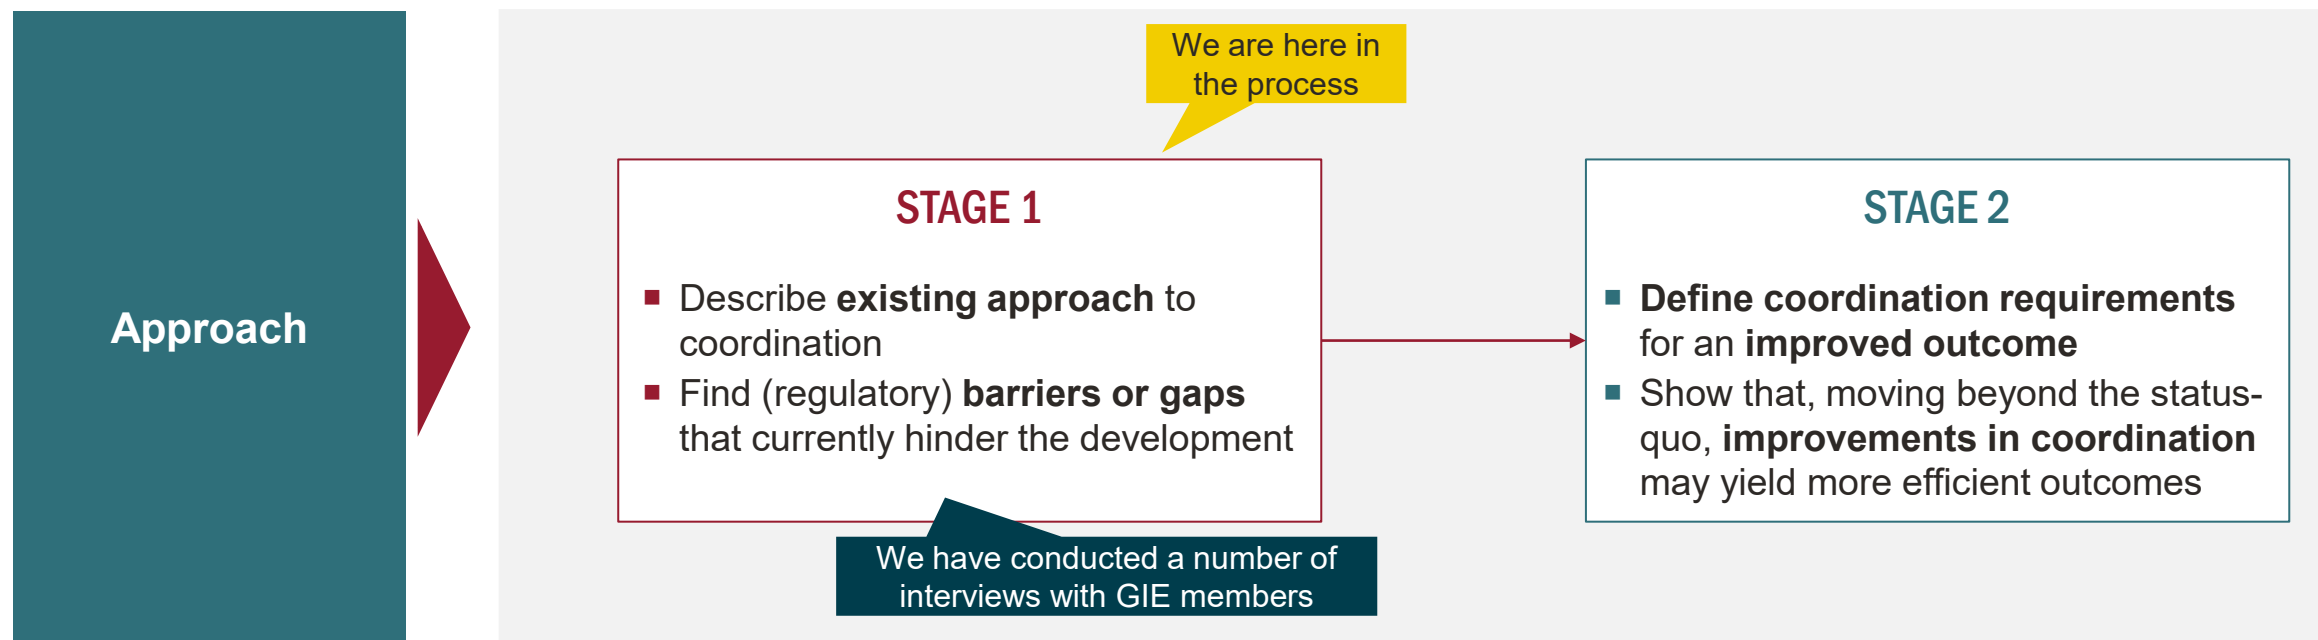 Approach
We are here in
the process
STAGE 1
■ Describe existing approach to
coordination
■ Find (regulatory) barriers or gaps
that currently hinder the development
We have conducted a number of
interviews with GIE members
STAGE 2
■ Define coordination requirements
for an improved outcome
■ Show that, moving beyond the status-
quo, improvements in coordination
may yield more efficient outcomes